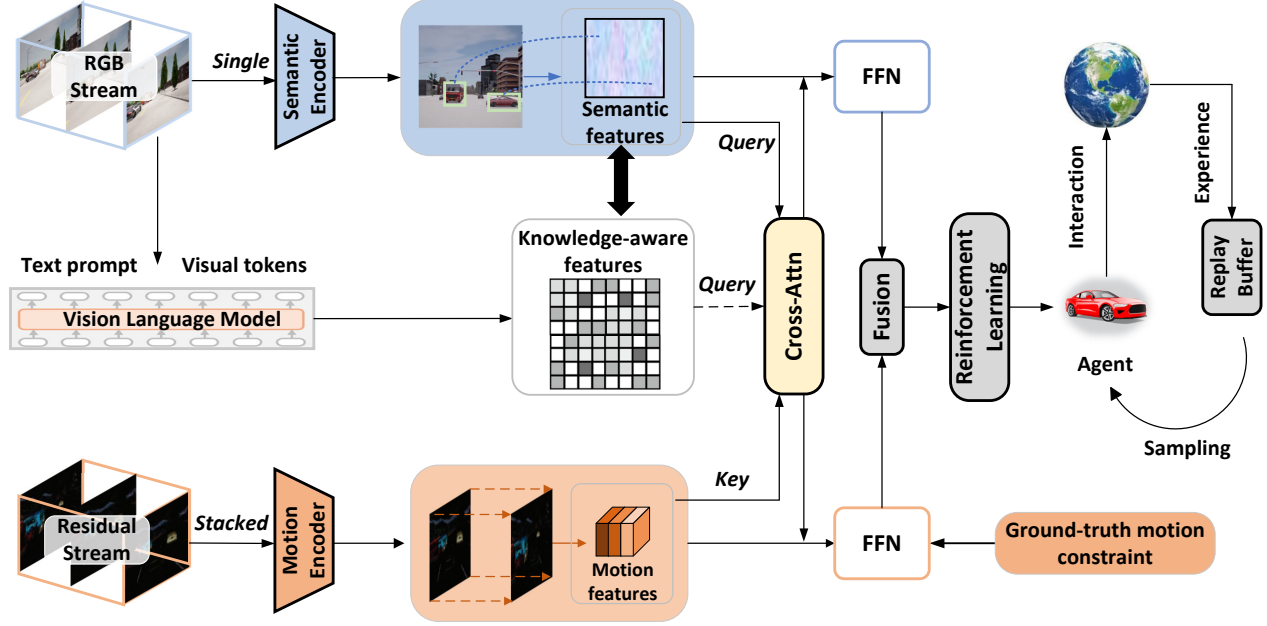 RGB
Stream
Single
Semantic
Encoder
Semantic
features
Query
FFN
Interaction
Experience
Replay
Buffer
Text prompt
Visual tokens
Vision Language Model
Knowledge-aware
features
Query
Cross-Attn
Fusion
Reinforcement
Learning
Agent
Sampling
Residual
Stream
Stacked
Motion
Encoder
Motion
features
Key
FFN
Ground-truth motion
constraint